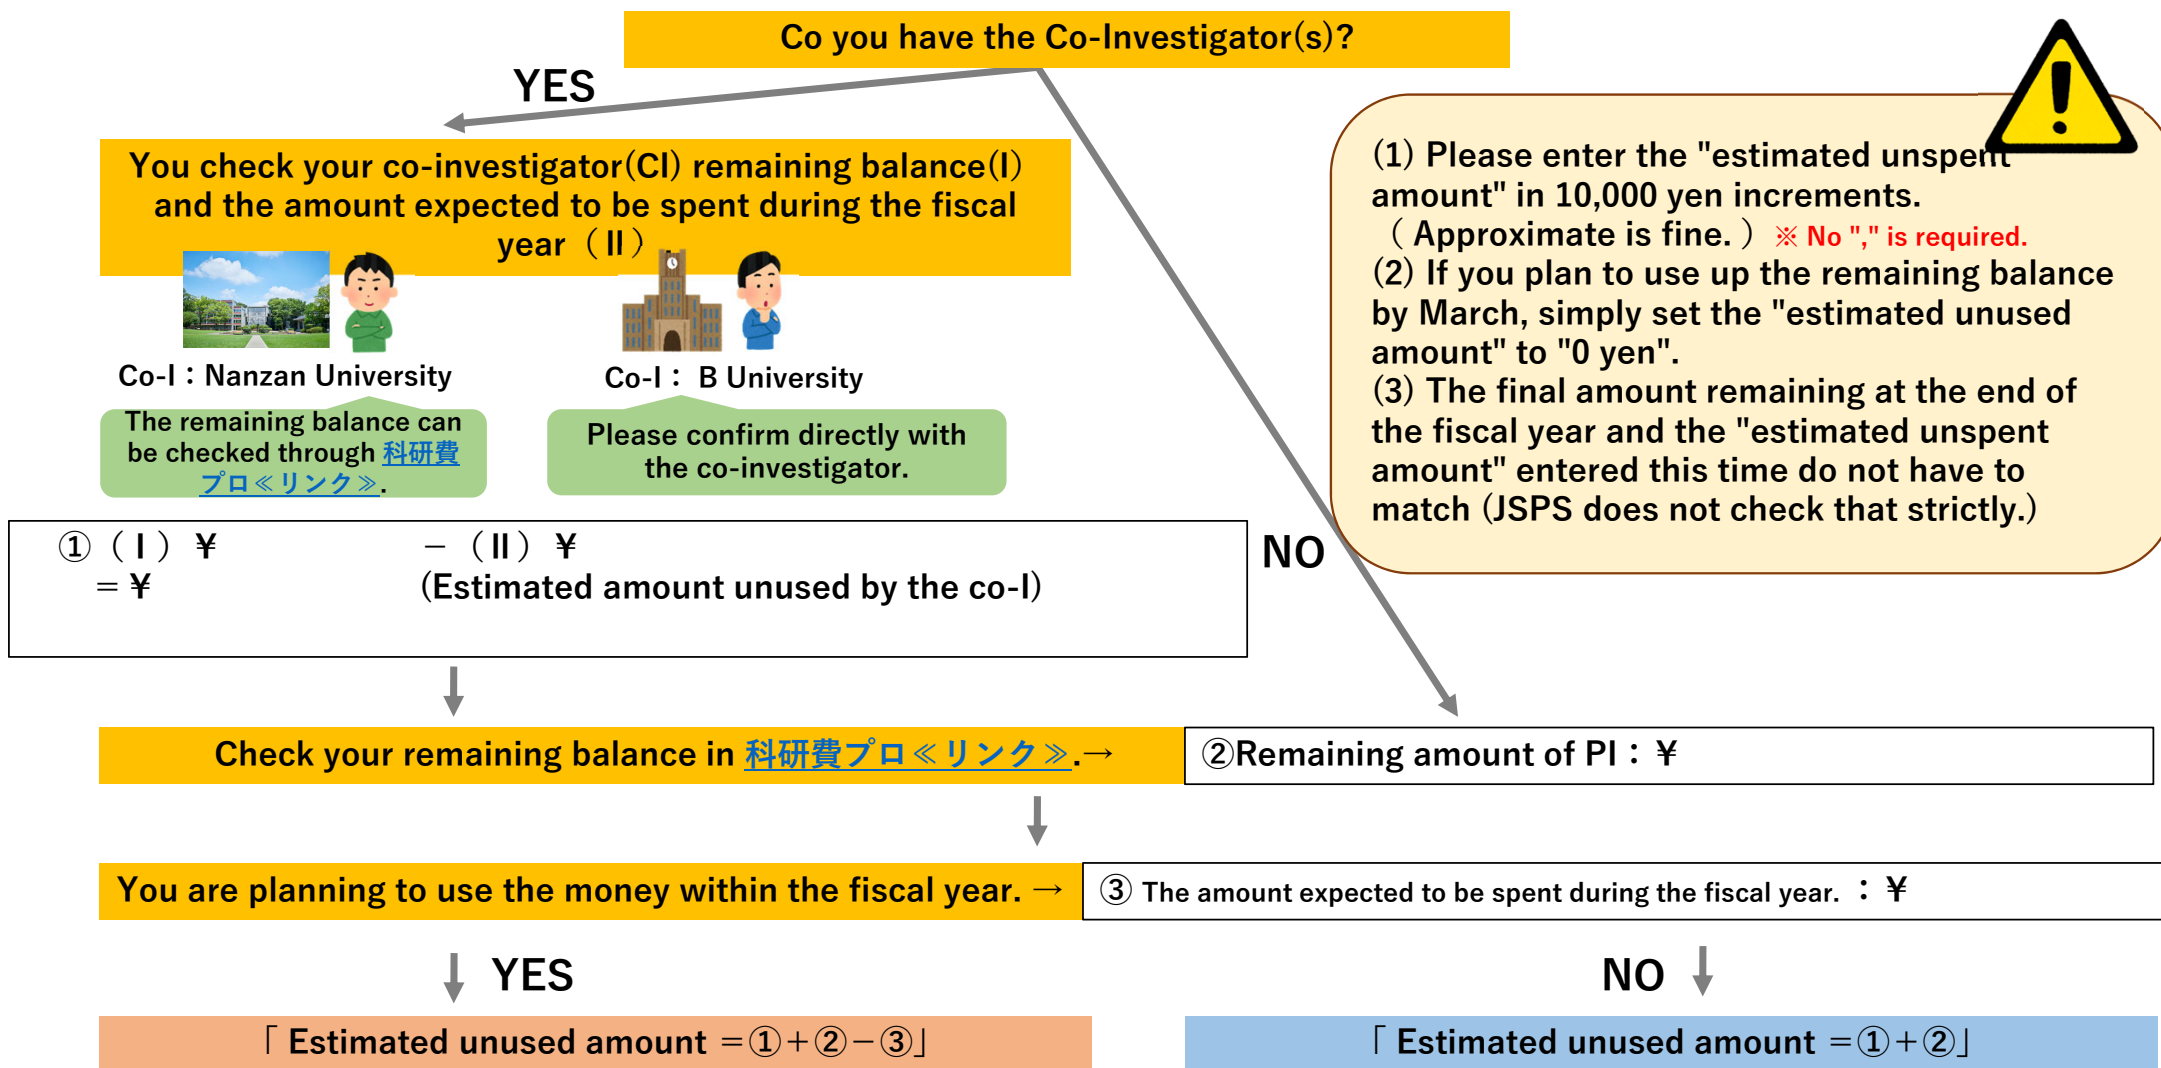 Co you have the Co-Investigator(s)?
YES
You check your co-investigator(CI) remaining balance(I)
and the amount expected to be spent during the fiscal
year（Ⅱ）
Co-I：Nanzan University
Co-I： B University
The remaining balance can
be checked through 科研費
プロ≪リンク≫.
Please confirm directly with
the co-investigator.
(1) Please enter the "estimated unspent
amount" in 10,000 yen increments.
（ Approximate is fine. ）※ No "," is required.
(2) If you plan to use up the remaining balance
by March, simply set the "estimated unused
amount" to "0 yen".
(3) The final amount remaining at the end of
the fiscal year and the "estimated unspent
amount" entered this time do not have to
match (JSPS does not check that strictly.)
①（Ⅰ）¥ －（Ⅱ）¥
＝¥ (Estimated amount unused by the co-I)
NO
Check your remaining balance in 科研費プロ≪リンク≫.→
②Remaining amount of PI：¥
You are planning to use the money within the fiscal year. →
③ The amount expected to be spent during the fiscal year. ：¥
YES
NO
「 Estimated unused amount ＝①＋②－③」
「 Estimated unused amount ＝①＋②」